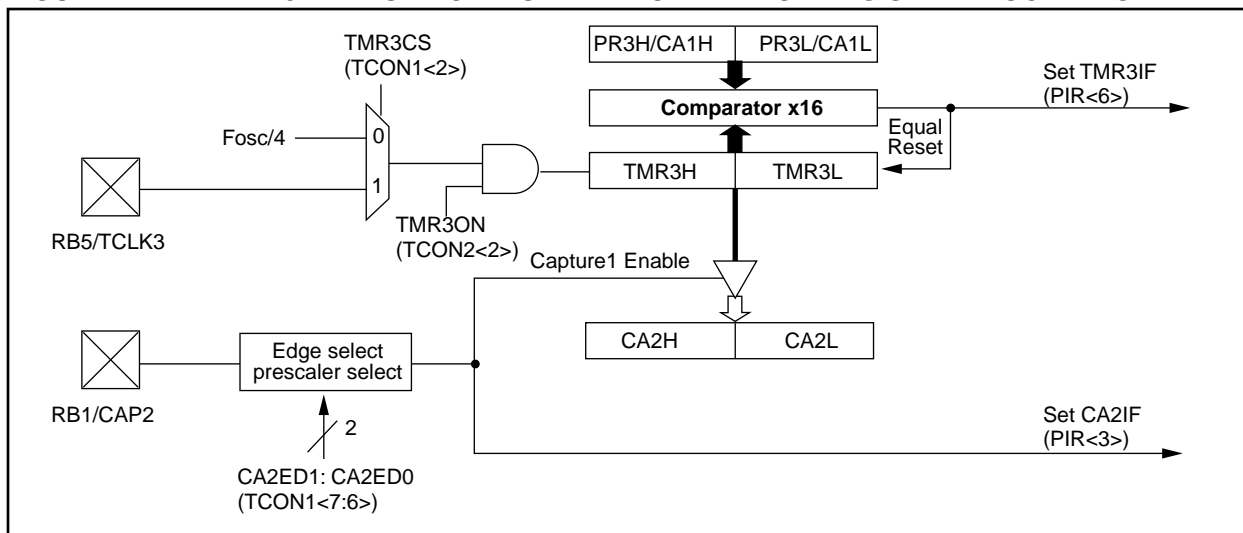 TMR3CS
(TCON1<2>)
PR3H/CA1H PR3L/CA1L
Set TMR3IF
(PIR<6>)
Comparator x16
Fosc/4
0
Equal
Reset
1
TMR3H TMR3L
RB5/TCLK3
TMR3ON
(TCON2<2>)
Capture1 Enable
CA2H CA2L
Edge select
prescaler select
RB1/CAP2
2
Set CA2IF
(PIR<3>)
CA2ED1: CA2ED0
(TCON1<7:6>)